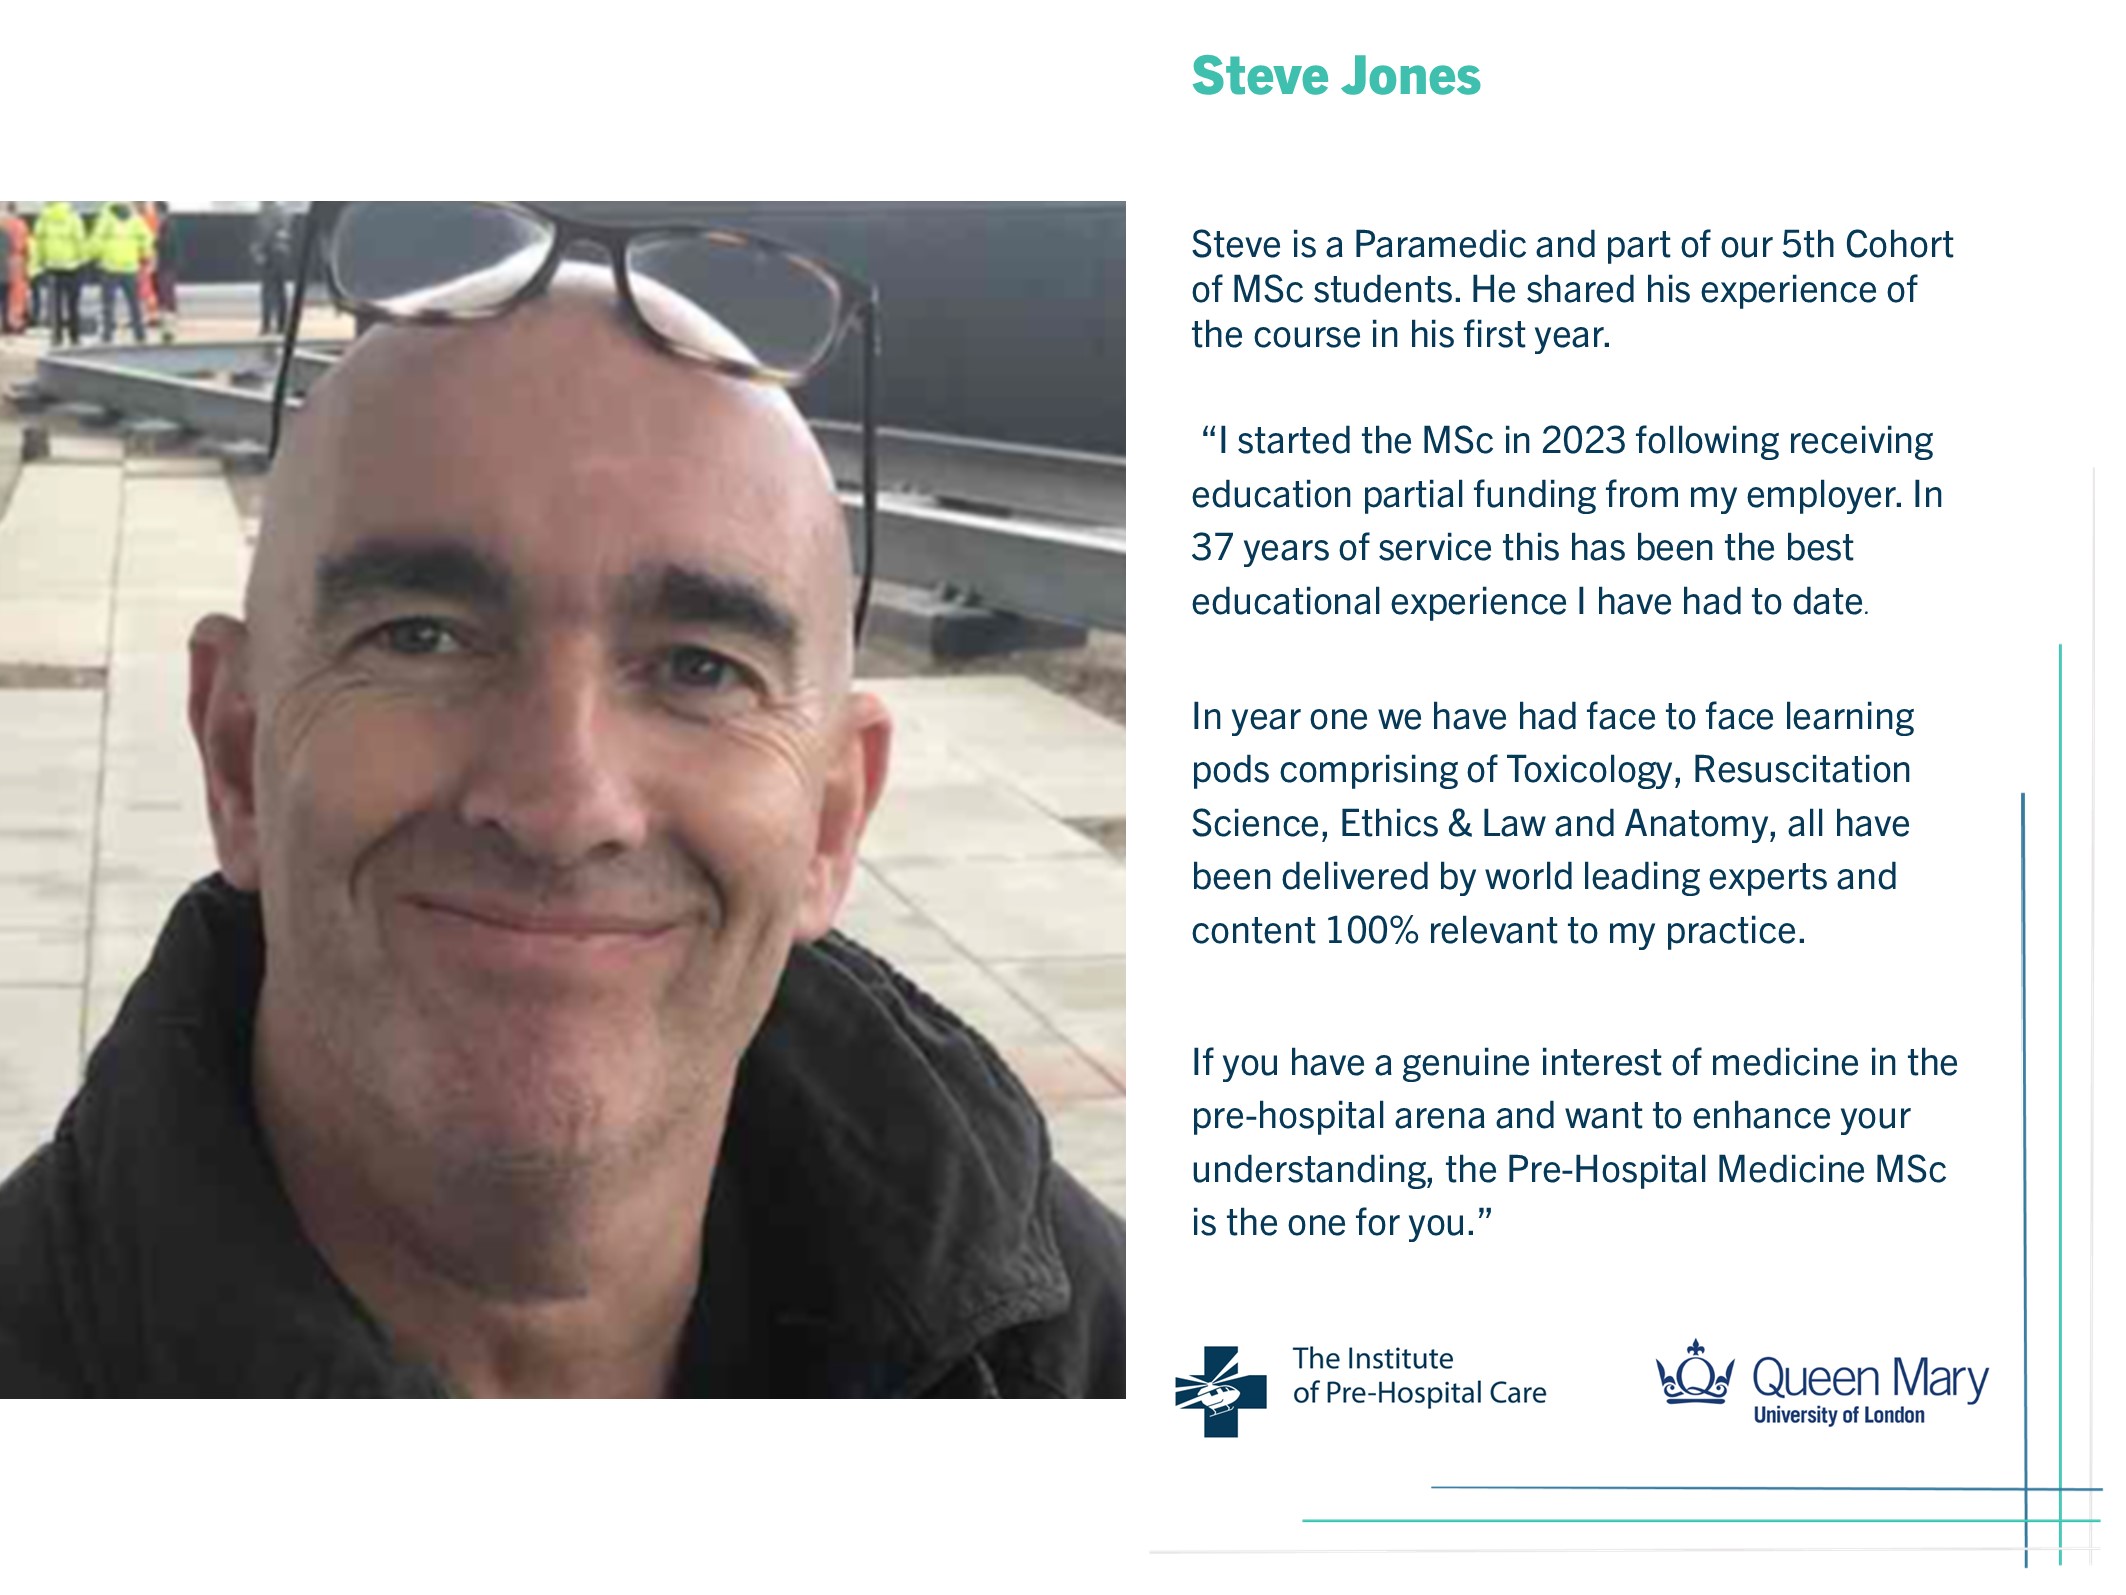 Steve Jones
Steve is a Paramedic and part of our 5th Cohort
of MSc students. He shared his experience of
the course in his first year.
“I started the MSc in 2023 following receiving
education partial funding from my employer. In
37 years of service this has been the best
educational experience I have had to date.
In year one we have had face to face learning
pods comprising of Toxicology, Resuscitation
Science, Ethics & Law and Anatomy, all have
been delivered by world leading experts and
content 100% relevant to my practice.
If you have a genuine interest of medicine in the
pre-hospital arena and want to enhance your
understanding, the Pre-Hospital Medicine MSc
is the one for you.”
The Institute
of Pre-Hospital Care
Queen Mary
University of London